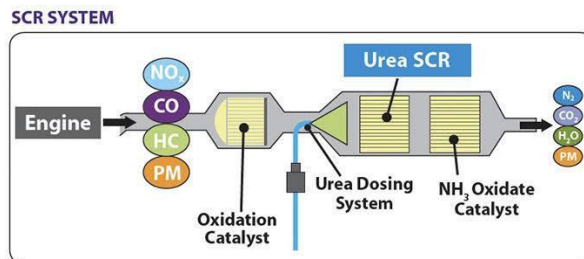 SCR SYSTEM
Engine
NOx
CO
HC
PM
Oxidation
Catalyst
Urea Dosing
System
Urea SCR
NH3 Oxidate
Catalyst
N2
CO2
H2O
PM